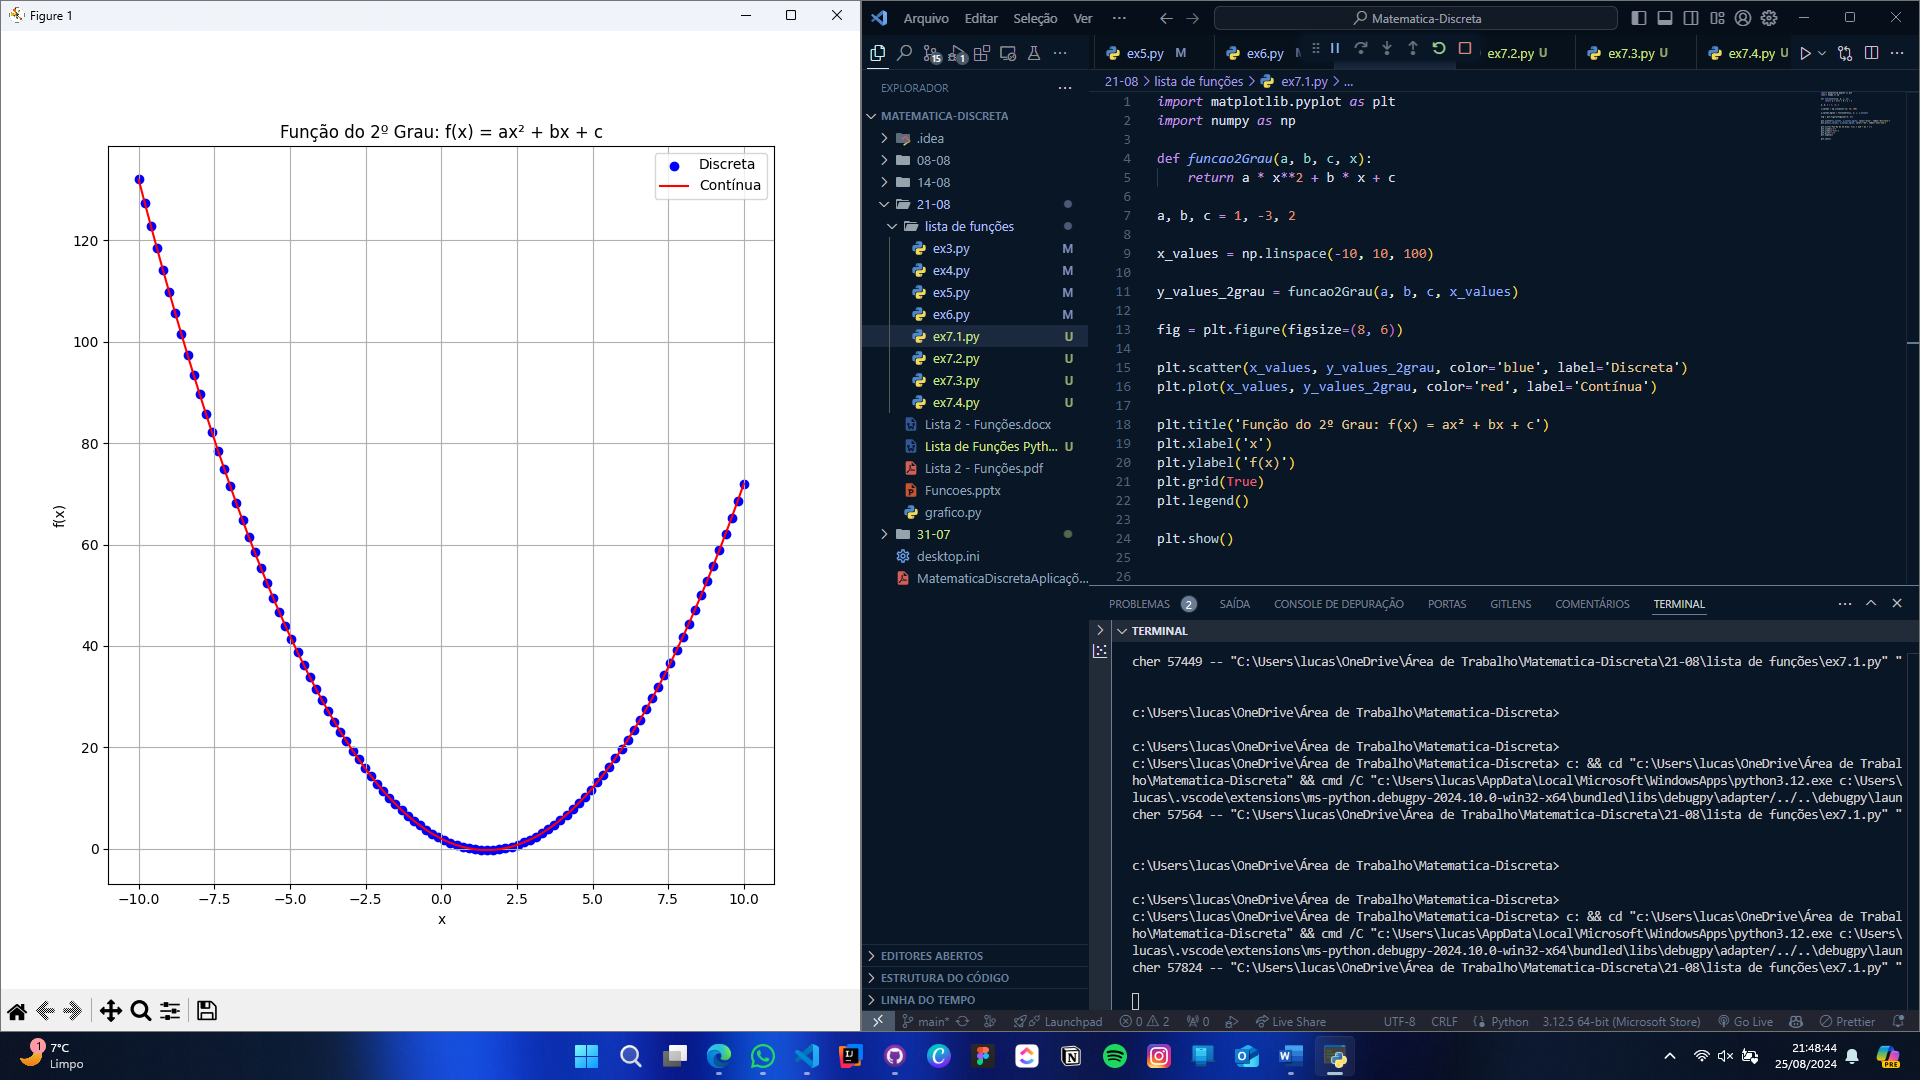 Figure 1
Função do 2º Grau: f(x) = ax² + bx + c
Discreta
Contínua
120
100
80
60
40
20
0
f(x)
−10.0 −7.5 −5.0 −2.5 0.0 2.5 5.0 7.5 10.0
x
Arquivo Editar Seleção Ver ··· Matematica-Discreta
15 1
ex5.py M ex6.py 7.2.py U ex7.3.py U ex7.4.py U
EXPLORADOR
MATEMATICA-DISCRETA
.idea
08-08
14-08
21-08
lista de funções
ex3.py M
ex4.py M
ex5.py M
ex6.py M
ex7.1.py U
ex7.2.py U
ex7.3.py U
ex7.4.py U
Lista 2 - Funções.docx
Lista de Funções Pyth... U
Lista 2 - Funções.pdf
Funcoes.pptx
grafico.py
31-07
desktop.ini
MatematicaDiscretaAplicaçõ...
EDITORES ABERTOS
ESTRUTURA DO CÓDIGO
LINHA DO TEMPO
21-08 > lista de funções > ex7.1.py > ...
1 import matplotlib.pyplot as plt
2 import numpy as np
3
4 def funcao2Grau(a, b, c, x):
5 return a * x**2 + b * x + c
6
7 a, b, c = 1, -3, 2
8
9 x_values = np.linspace(-10, 10, 100)
10
11 y_values_2grau = funcao2Grau(a, b, c, x_values)
12
13 fig = plt.figure(figsize=(8, 6))
14
15 plt.scatter(x_values, y_values_2grau, color='blue', label='Discreta')
16 plt.plot(x_values, y_values_2grau, color='red', label='Contínua')
17
18 plt.title('Função do 2º Grau: f(x) = ax² + bx + c')
19 plt.xlabel('x')
20 plt.ylabel('f(x)')
21 plt.grid(True)
22 plt.legend()
23
24 plt.show()
25
26
PROBLEMAS 2 SAÍDA CONSOLE DE DEPURAÇÃO PORTAS GITLENS COMENTÁRIOS TERMINAL
TERMINAL
cher 57449 -- "C:\Users\lucas\OneDrive\Área de Trabalho\Matematica-Discreta\21-08\lista de funções\ex7.1.py" "
c:\Users\lucas\OneDrive\Área de Trabalho\Matematica-Discreta>
c:\Users\lucas\OneDrive\Área de Trabalho\Matematica-Discreta>
c:\Users\lucas\OneDrive\Área de Trabalho\Matematica-Discreta> c: && cd "c:\Users\lucas\OneDrive\Área de Trabal
ho\Matematica-Discreta" && cmd /C "c:\Users\lucas\AppData\Local\Microsoft\WindowsApps\python3.12.exe c:\Users\
lucas\.vscode\extensions\ms-python.debugpy-2024.10.0-win32-x64\bundled\libs\debugpy\adapter/../..\debugpy\laun
cher 57564 -- "C:\Users\lucas\OneDrive\Área de Trabalho\Matematica-Discreta\21-08\lista de funções\ex7.1.py" "
c:\Users\lucas\OneDrive\Área de Trabalho\Matematica-Discreta>
c:\Users\lucas\OneDrive\Área de Trabalho\Matematica-Discreta>
c:\Users\lucas\OneDrive\Área de Trabalho\Matematica-Discreta> c: && cd "c:\Users\lucas\OneDrive\Área de Trabal
ho\Matematica-Discreta" && cmd /C "c:\Users\lucas\AppData\Local\Microsoft\WindowsApps\python3.12.exe c:\Users\
lucas\.vscode\extensions\ms-python.debugpy-2024.10.0-win32-x64\bundled\libs\debugpy\adapter/../..\debugpy\laun
cher 57824 -- "C:\Users\lucas\OneDrive\Área de Trabalho\Matematica-Discreta\21-08\lista de funções\ex7.1.py" "
main* Launchpad 0 2 0 Live Share UTF-8 CRLF Python 3.12.5 64-bit (Microsoft Store) Go Live Prettier
1 7°C
Limpo
21:48:44
25/08/2024
PRE